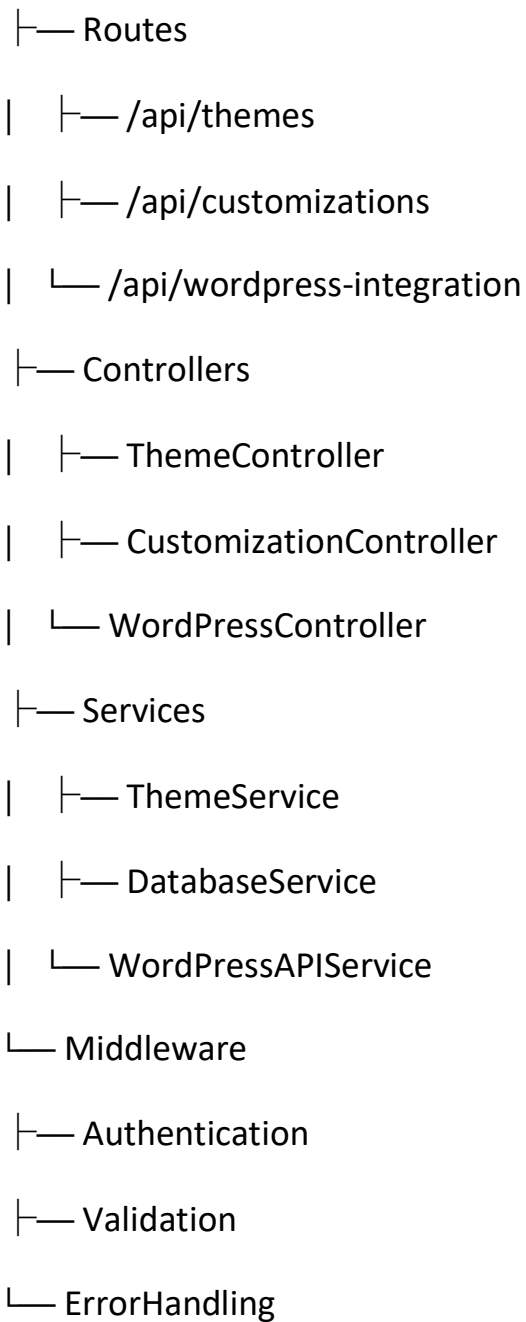 ├── Routes
│ ├── /api/themes
│ ├── /api/customizations
│ └── /api/wordpress-integration
├── Controllers
│ ├── ThemeController
│ ├── CustomizationController
│ └── WordPressController
├── Services
│ ├── ThemeService
│ ├── DatabaseService
│ └── WordPressAPIService
└── Middleware
├── Authentication
├── Validation
└── ErrorHandling